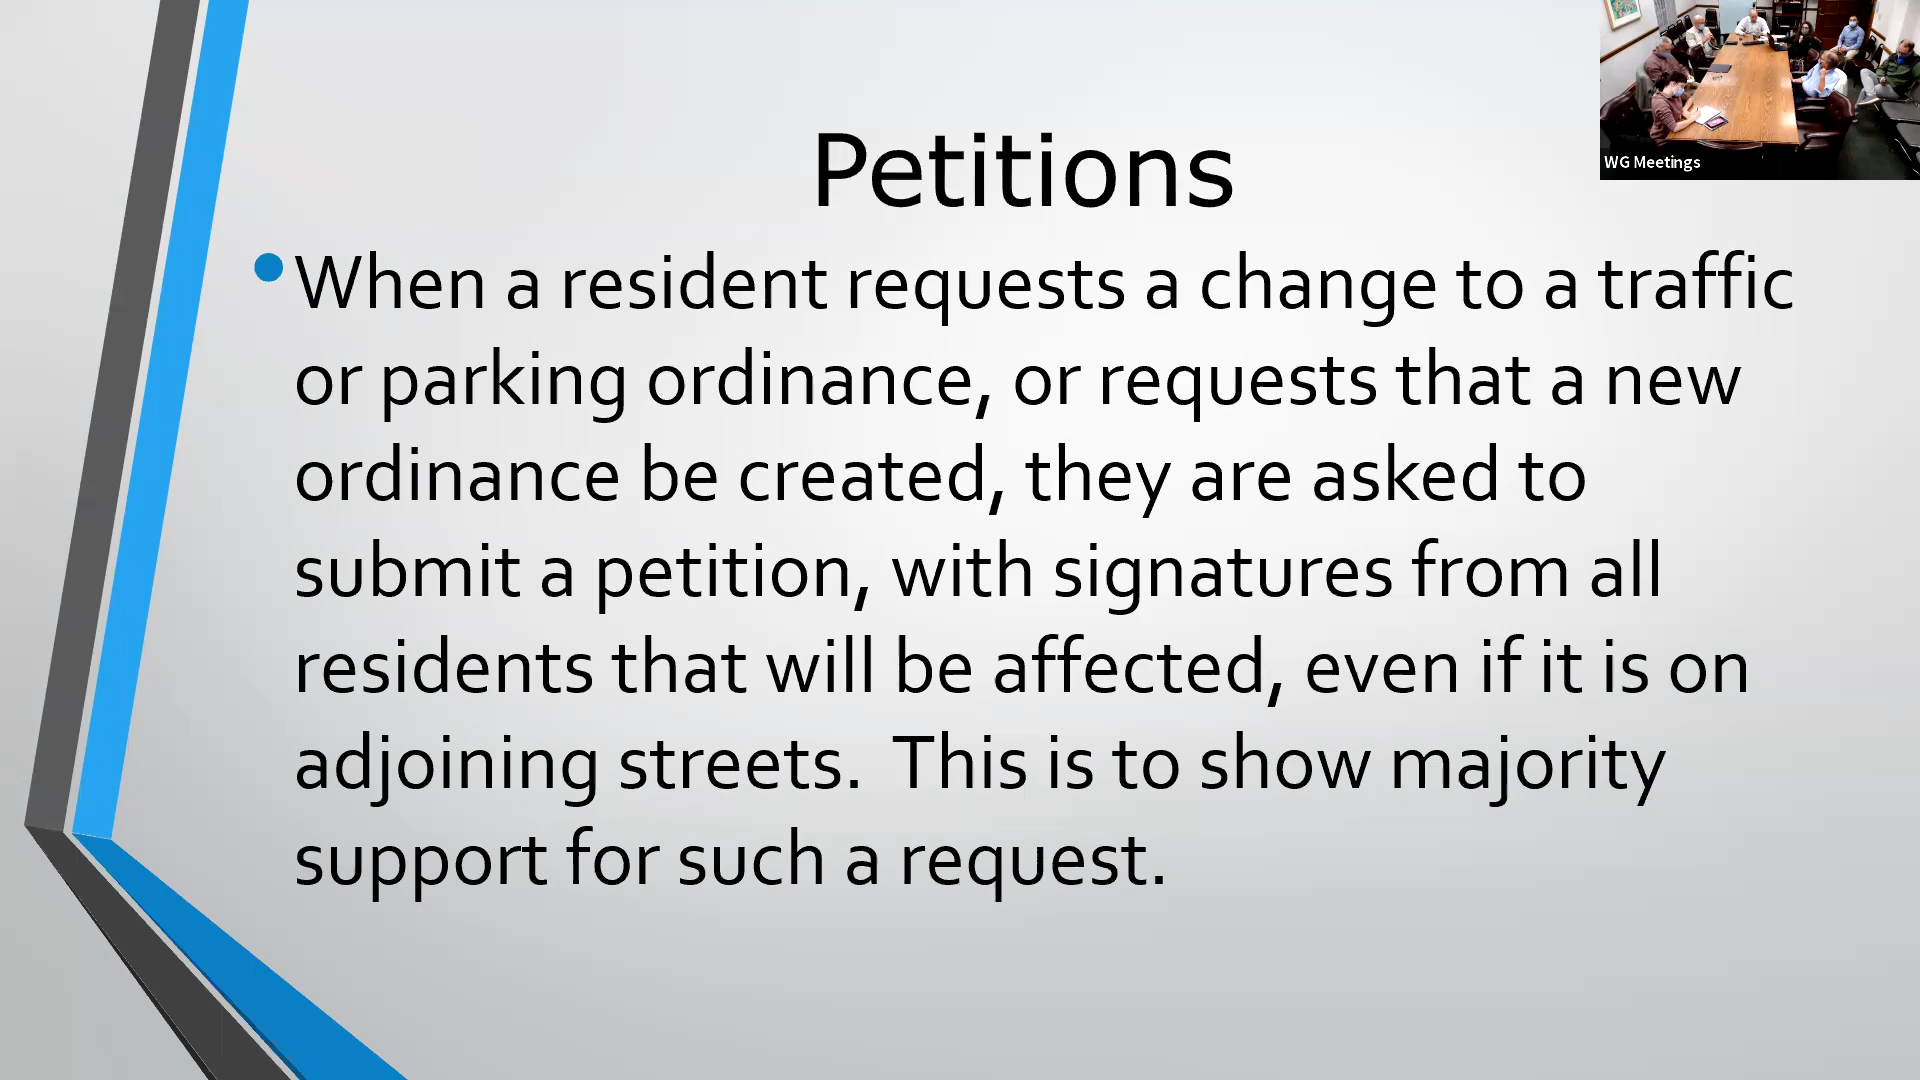 Petitions
• When a resident requests a change to a traffic
or parking ordinance, or requests that a new
ordinance be created, they are asked to
submit a petition, with signatures from all
residents that will be affected, even if it is on
adjoining streets.  This is to show majority
support for such a request.
WG Meetings